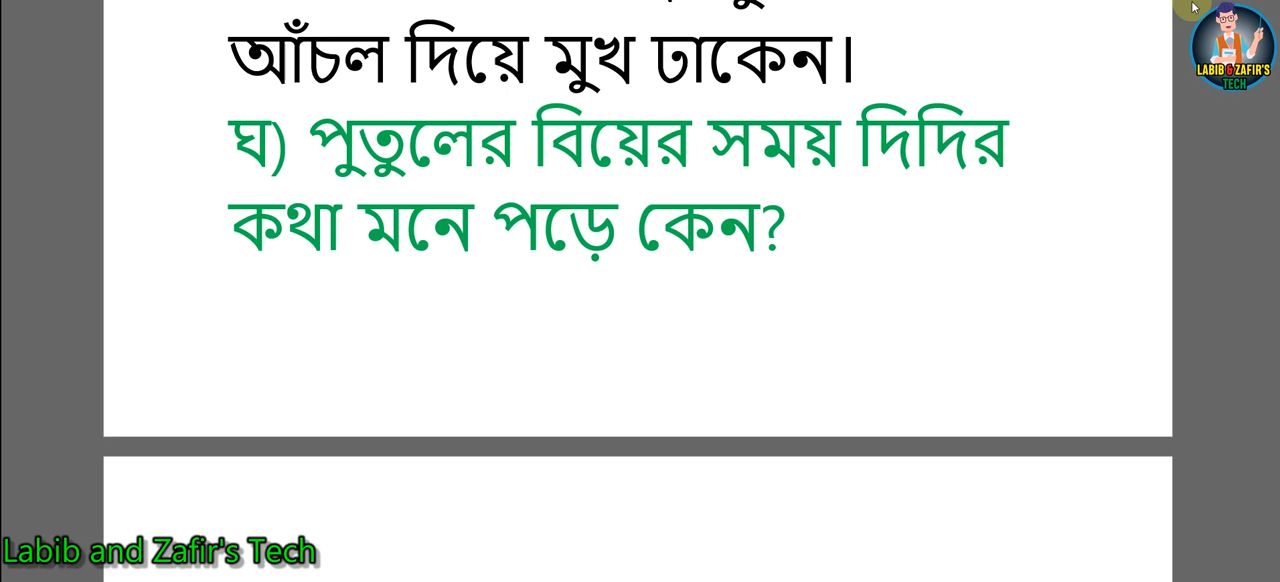 আঁচল দিয়ে মুখ ঢাকেন।
ঘ) পুতুলের বিয়ের সময় দিদির
কথা মনে পড়ে কেন?
LABIB & ZAFIR'S
TECH
Labib and Zafir's Tech